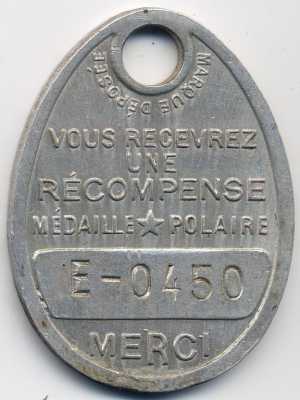 MARQUE DÉPOSÉE
VOUS RECEVREZ
UNE
RÉCOMPENSE
MÉDAILLE ★ POLAIRE
E-0450
MERCI